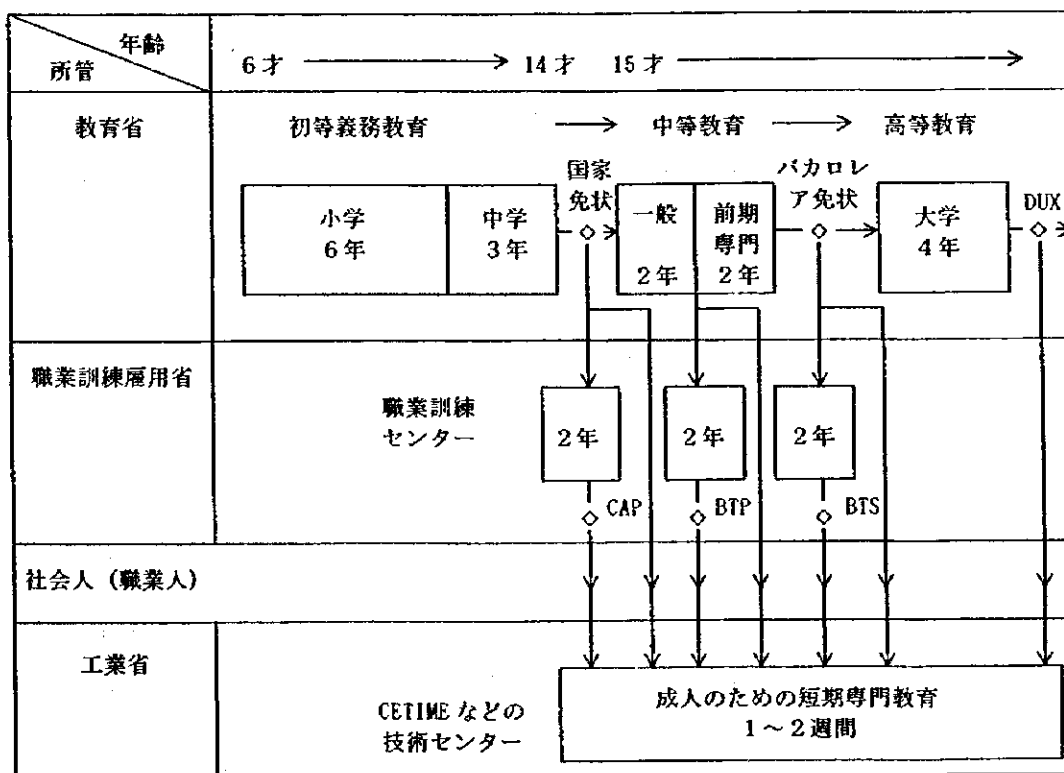 年齢
所管
6才 14才 15才
教育省
初等義務教育 中等教育 高等教育
国家
免状
バカロレ
ア免状
DUX
小学
6年
中学
3年
一般
2年
前期
専門
2年
大学
4年
職業訓練雇用省
職業訓練
センター
2年 2年 2年
CAP BTP BTS
社会人(職業人)
工業省
CETIMEなどの
技術センター
成人のための短期専門教育
1~2週間